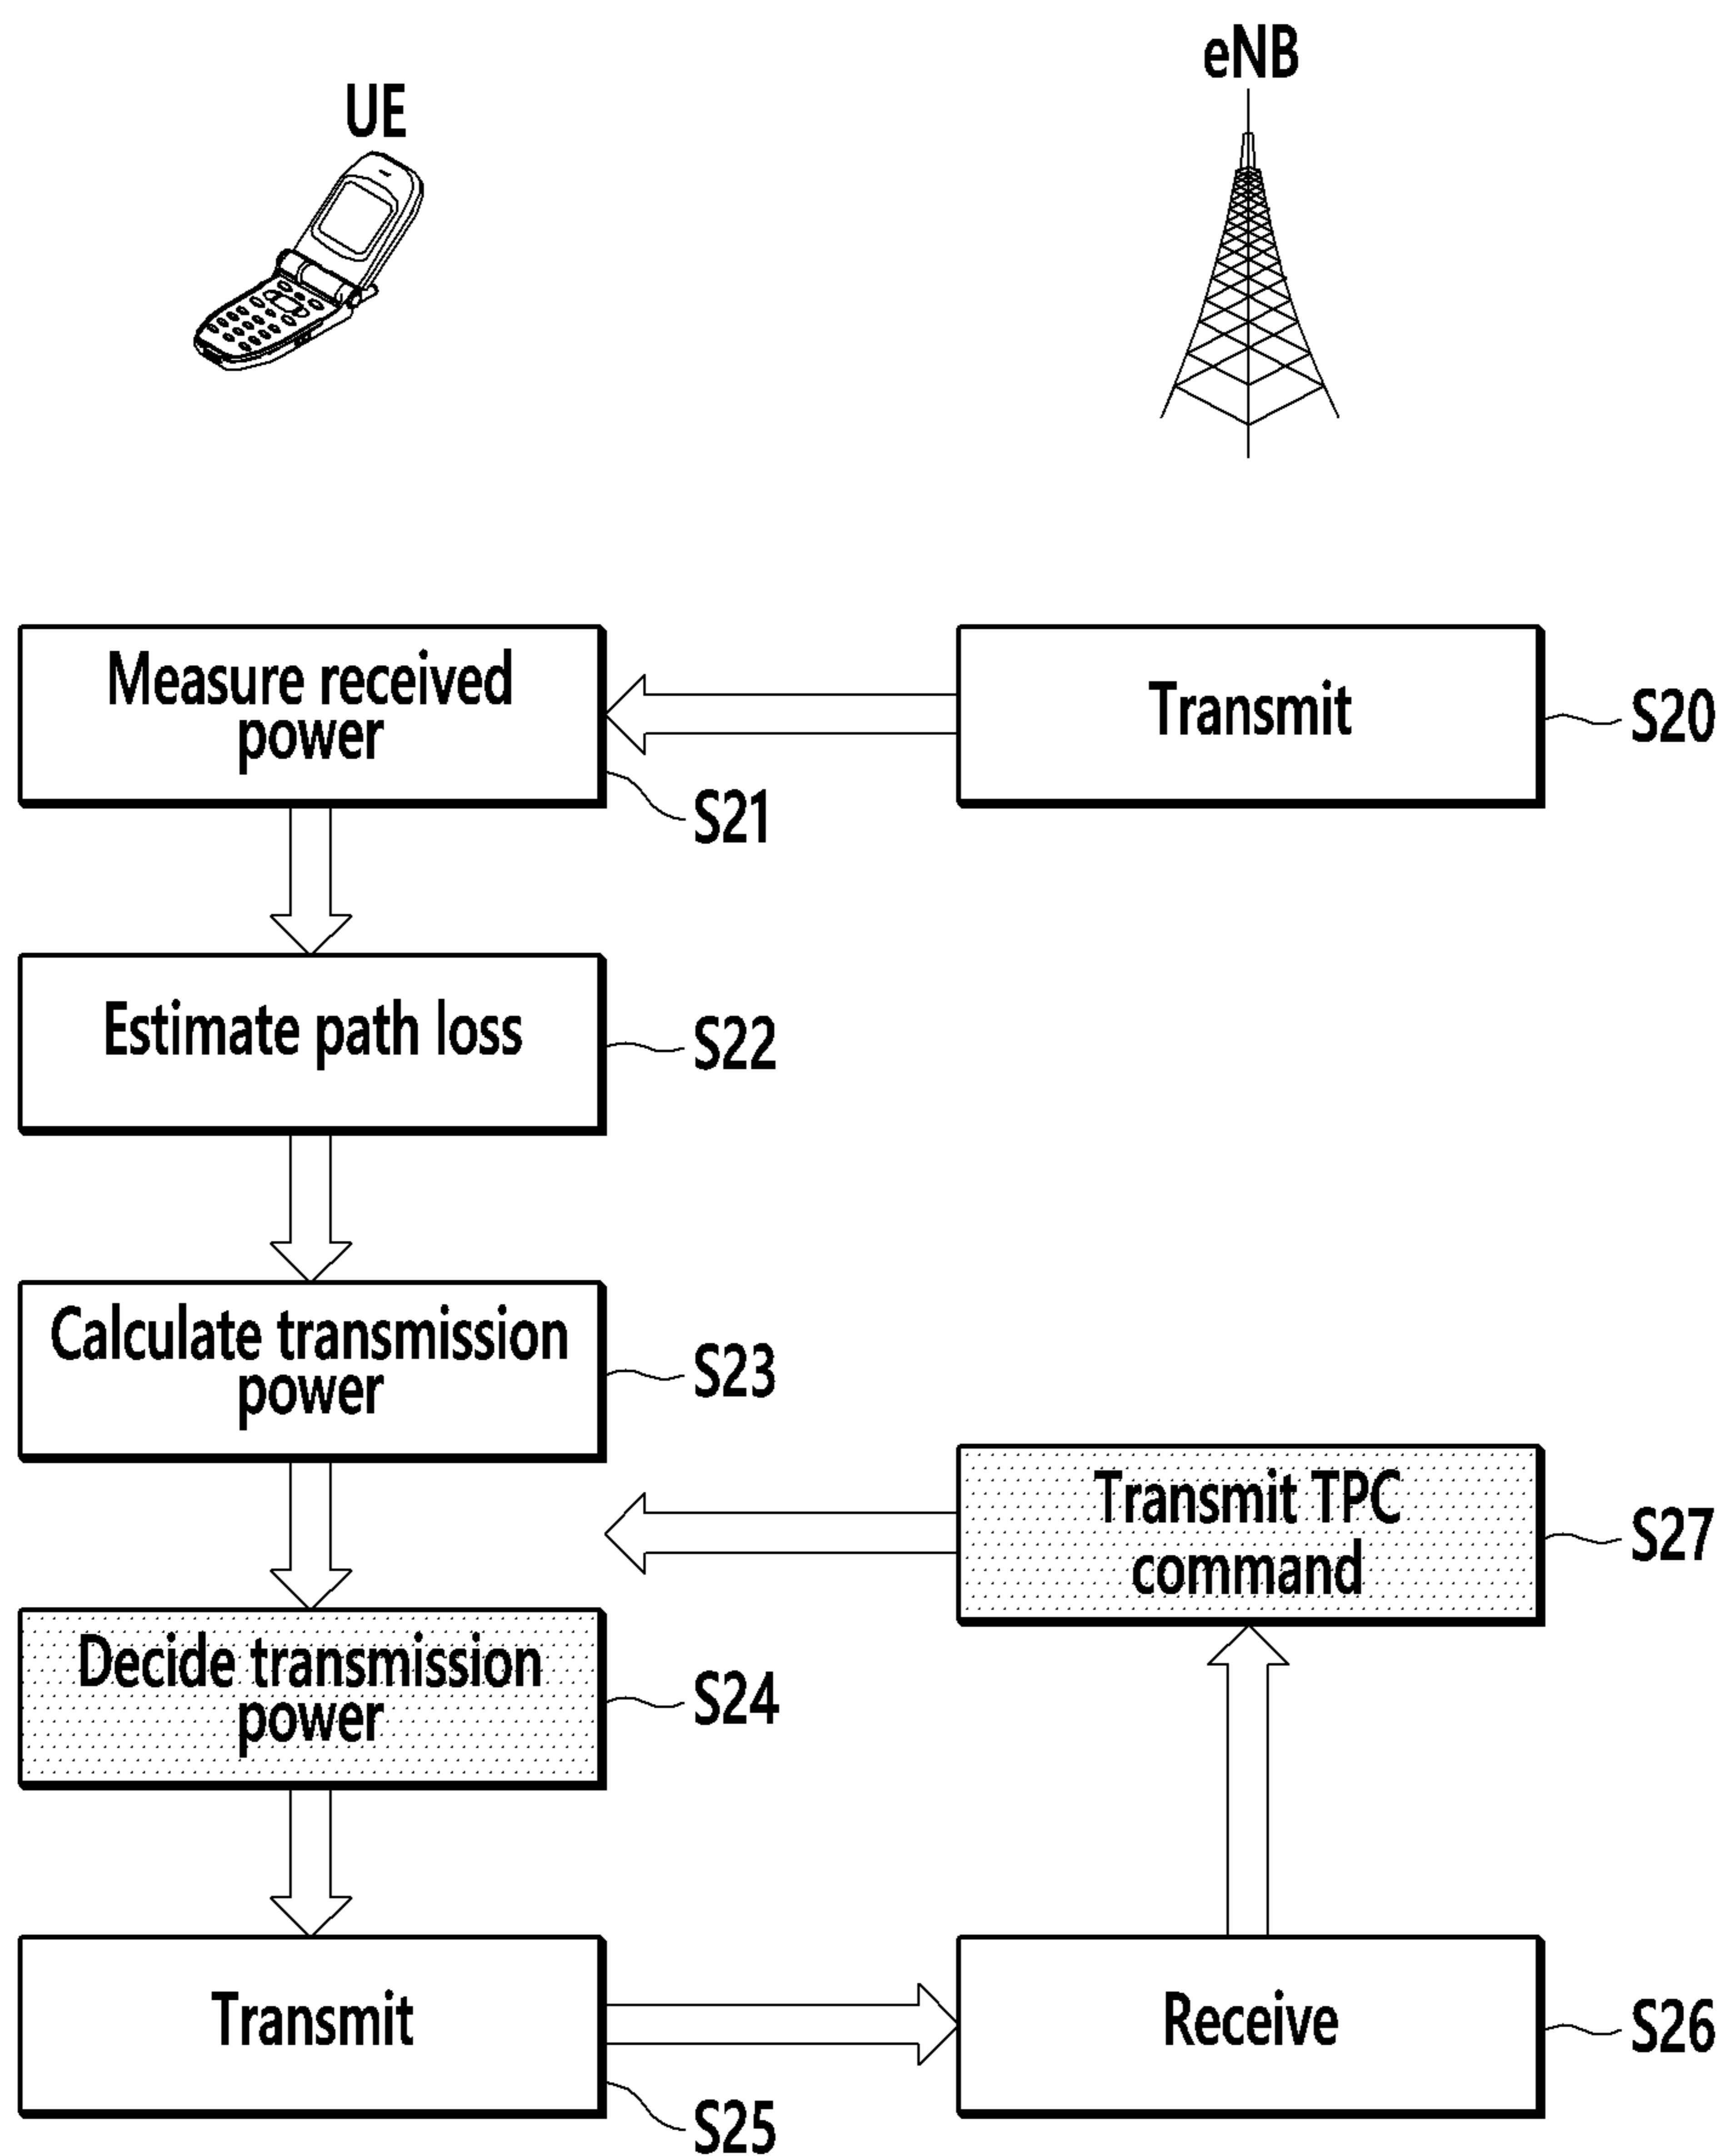 eNB
UE
Measure received
power
Transmit
S20
S21
Estimate path loss
S22
Calculate transmission
power
S23
Transmit TPC
command
S27
Decide transmission
power
S24
Transmit
Receive
S26
S25